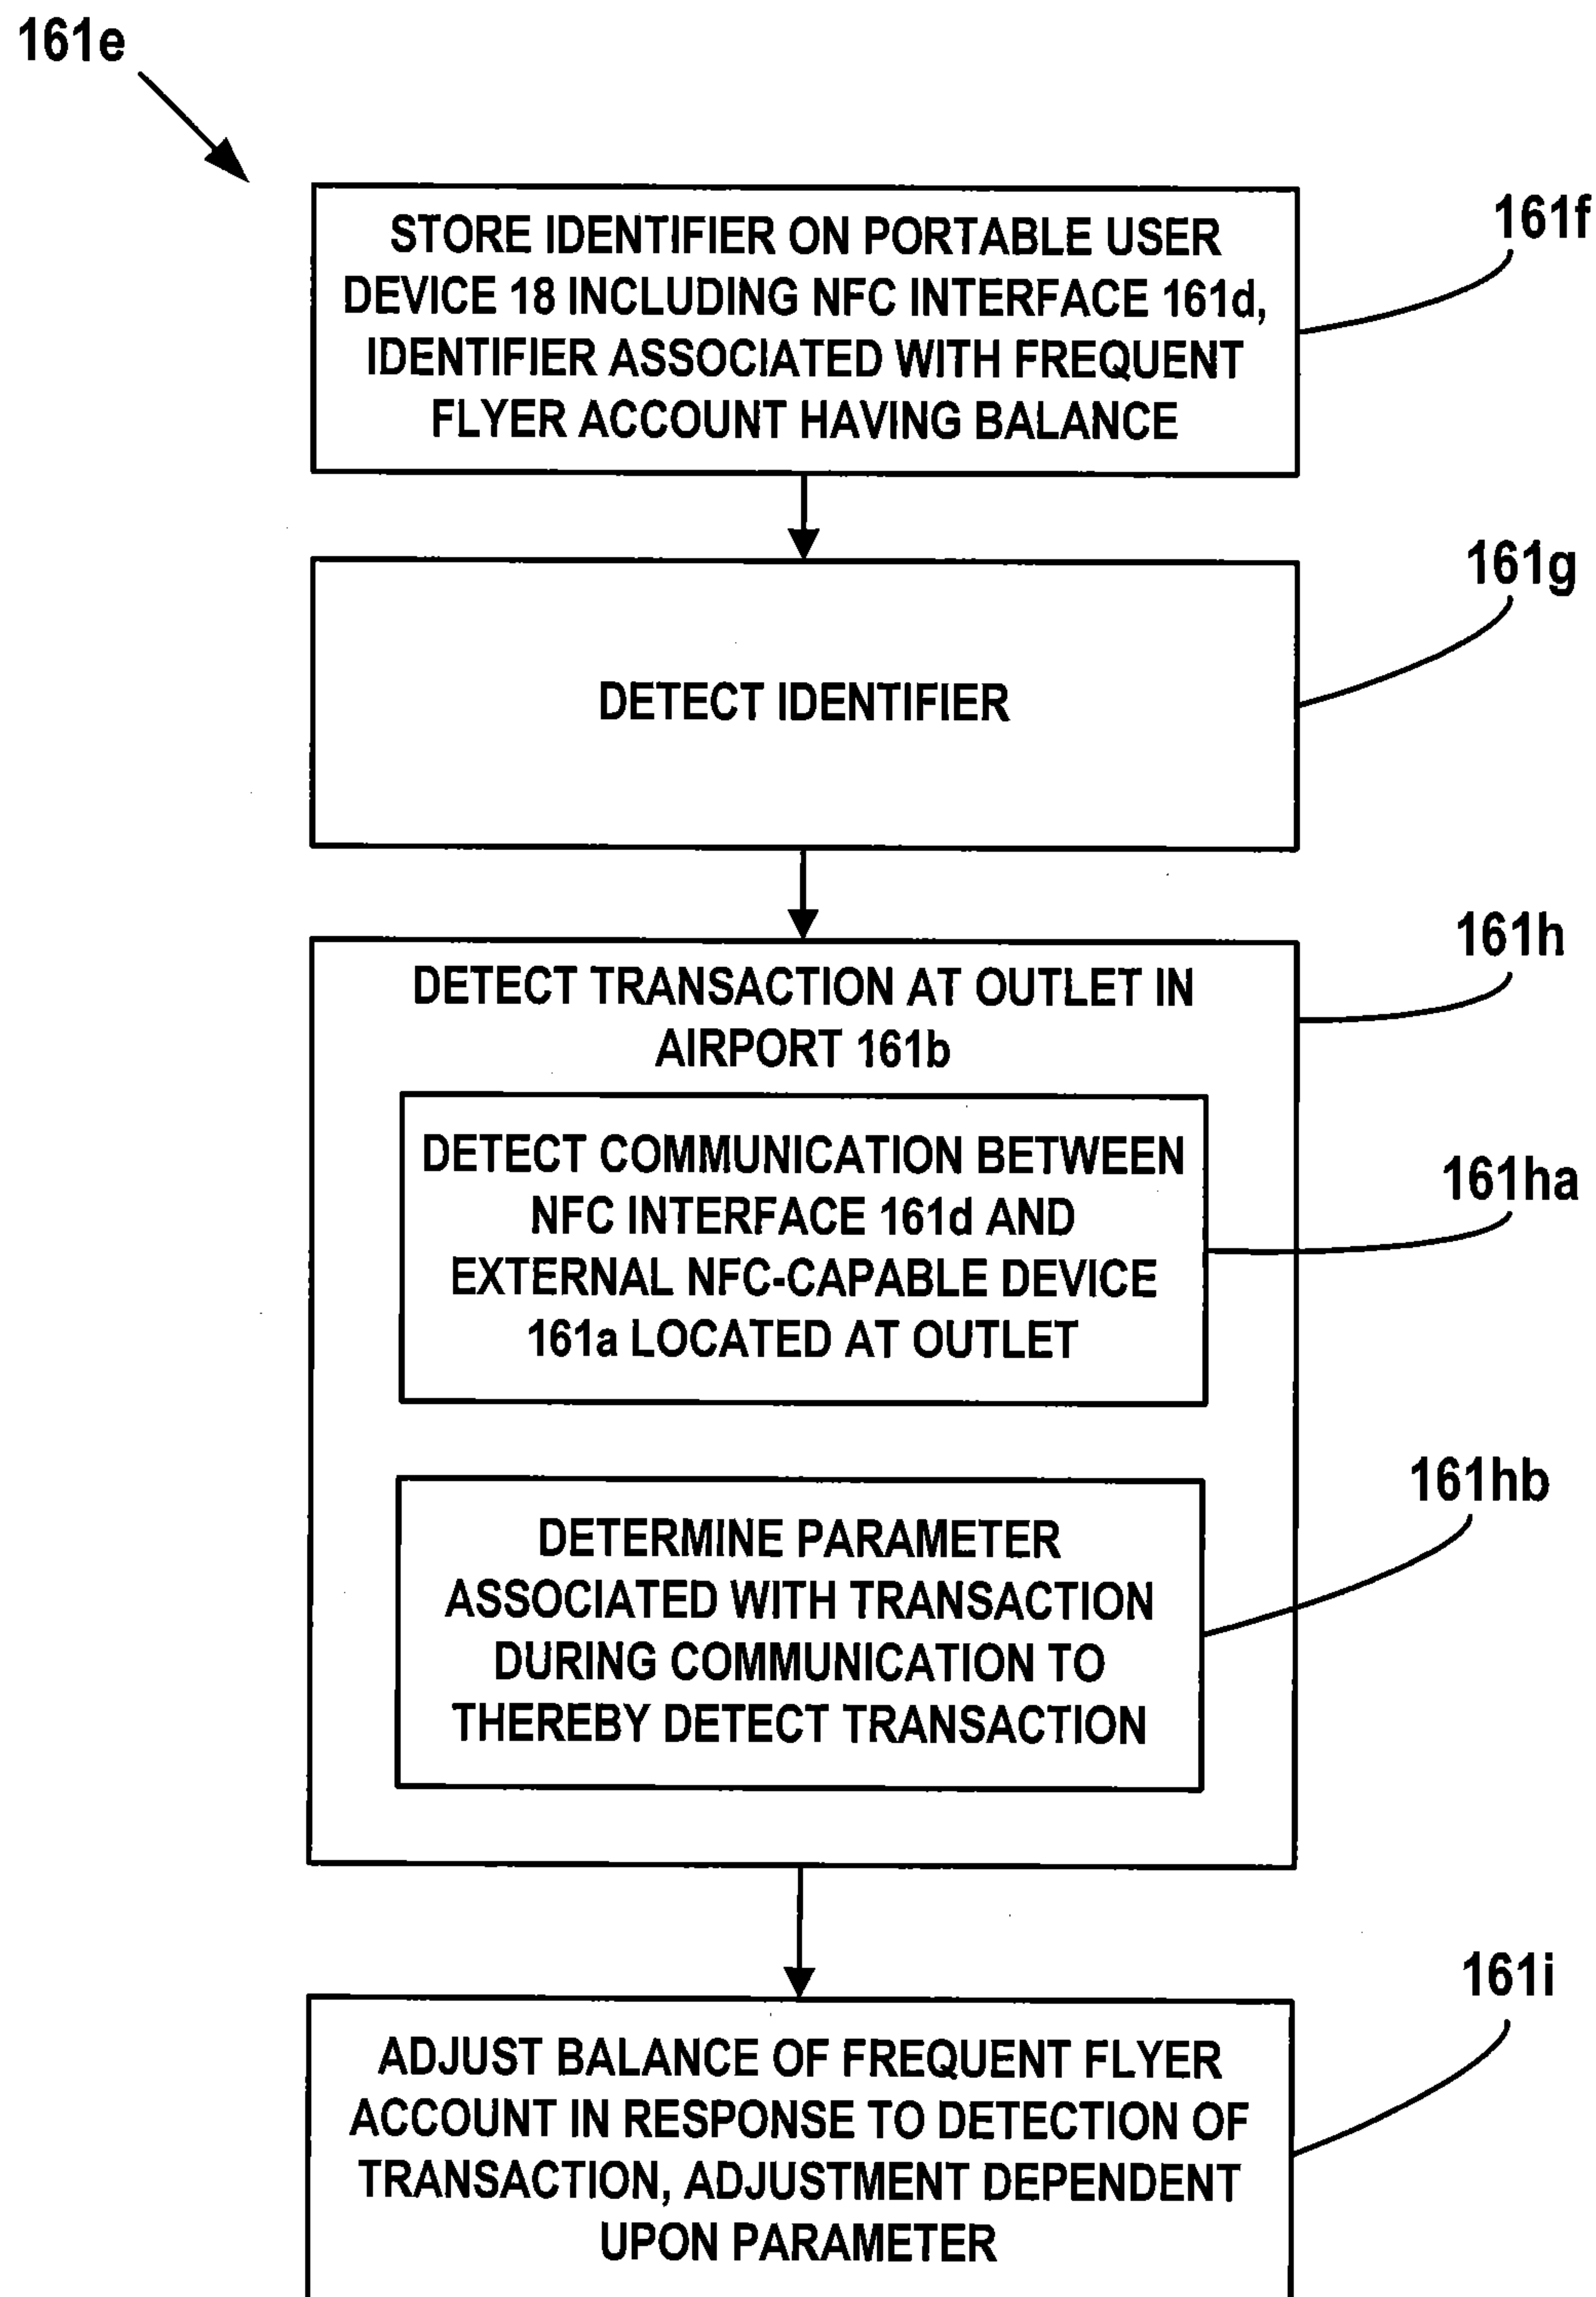 161e
STORE IDENTIFIER ON PORTABLE USER
DEVICE 18 INCLUDING NFC INTERFACE 161d,
IDENTIFIER ASSOCIATED WITH FREQUENT
FLYER ACCOUNT HAVING BALANCE
161f
DETECT IDENTIFIER
161g
DETECT TRANSACTION AT OUTLET IN
AIRPORT 161b
161h
DETECT COMMUNICATION BETWEEN
NFC INTERFACE 161d AND
EXTERNAL NFC-CAPABLE DEVICE
161a LOCATED AT OUTLET
161ha
DETERMINE PARAMETER
ASSOCIATED WITH TRANSACTION
DURING COMMUNICATION TO
THEREBY DETECT TRANSACTION
161hb
ADJUST BALANCE OF FREQUENT FLYER
ACCOUNT IN RESPONSE TO DETECTION OF
TRANSACTION, ADJUSTMENT DEPENDENT
UPON PARAMETER
161i